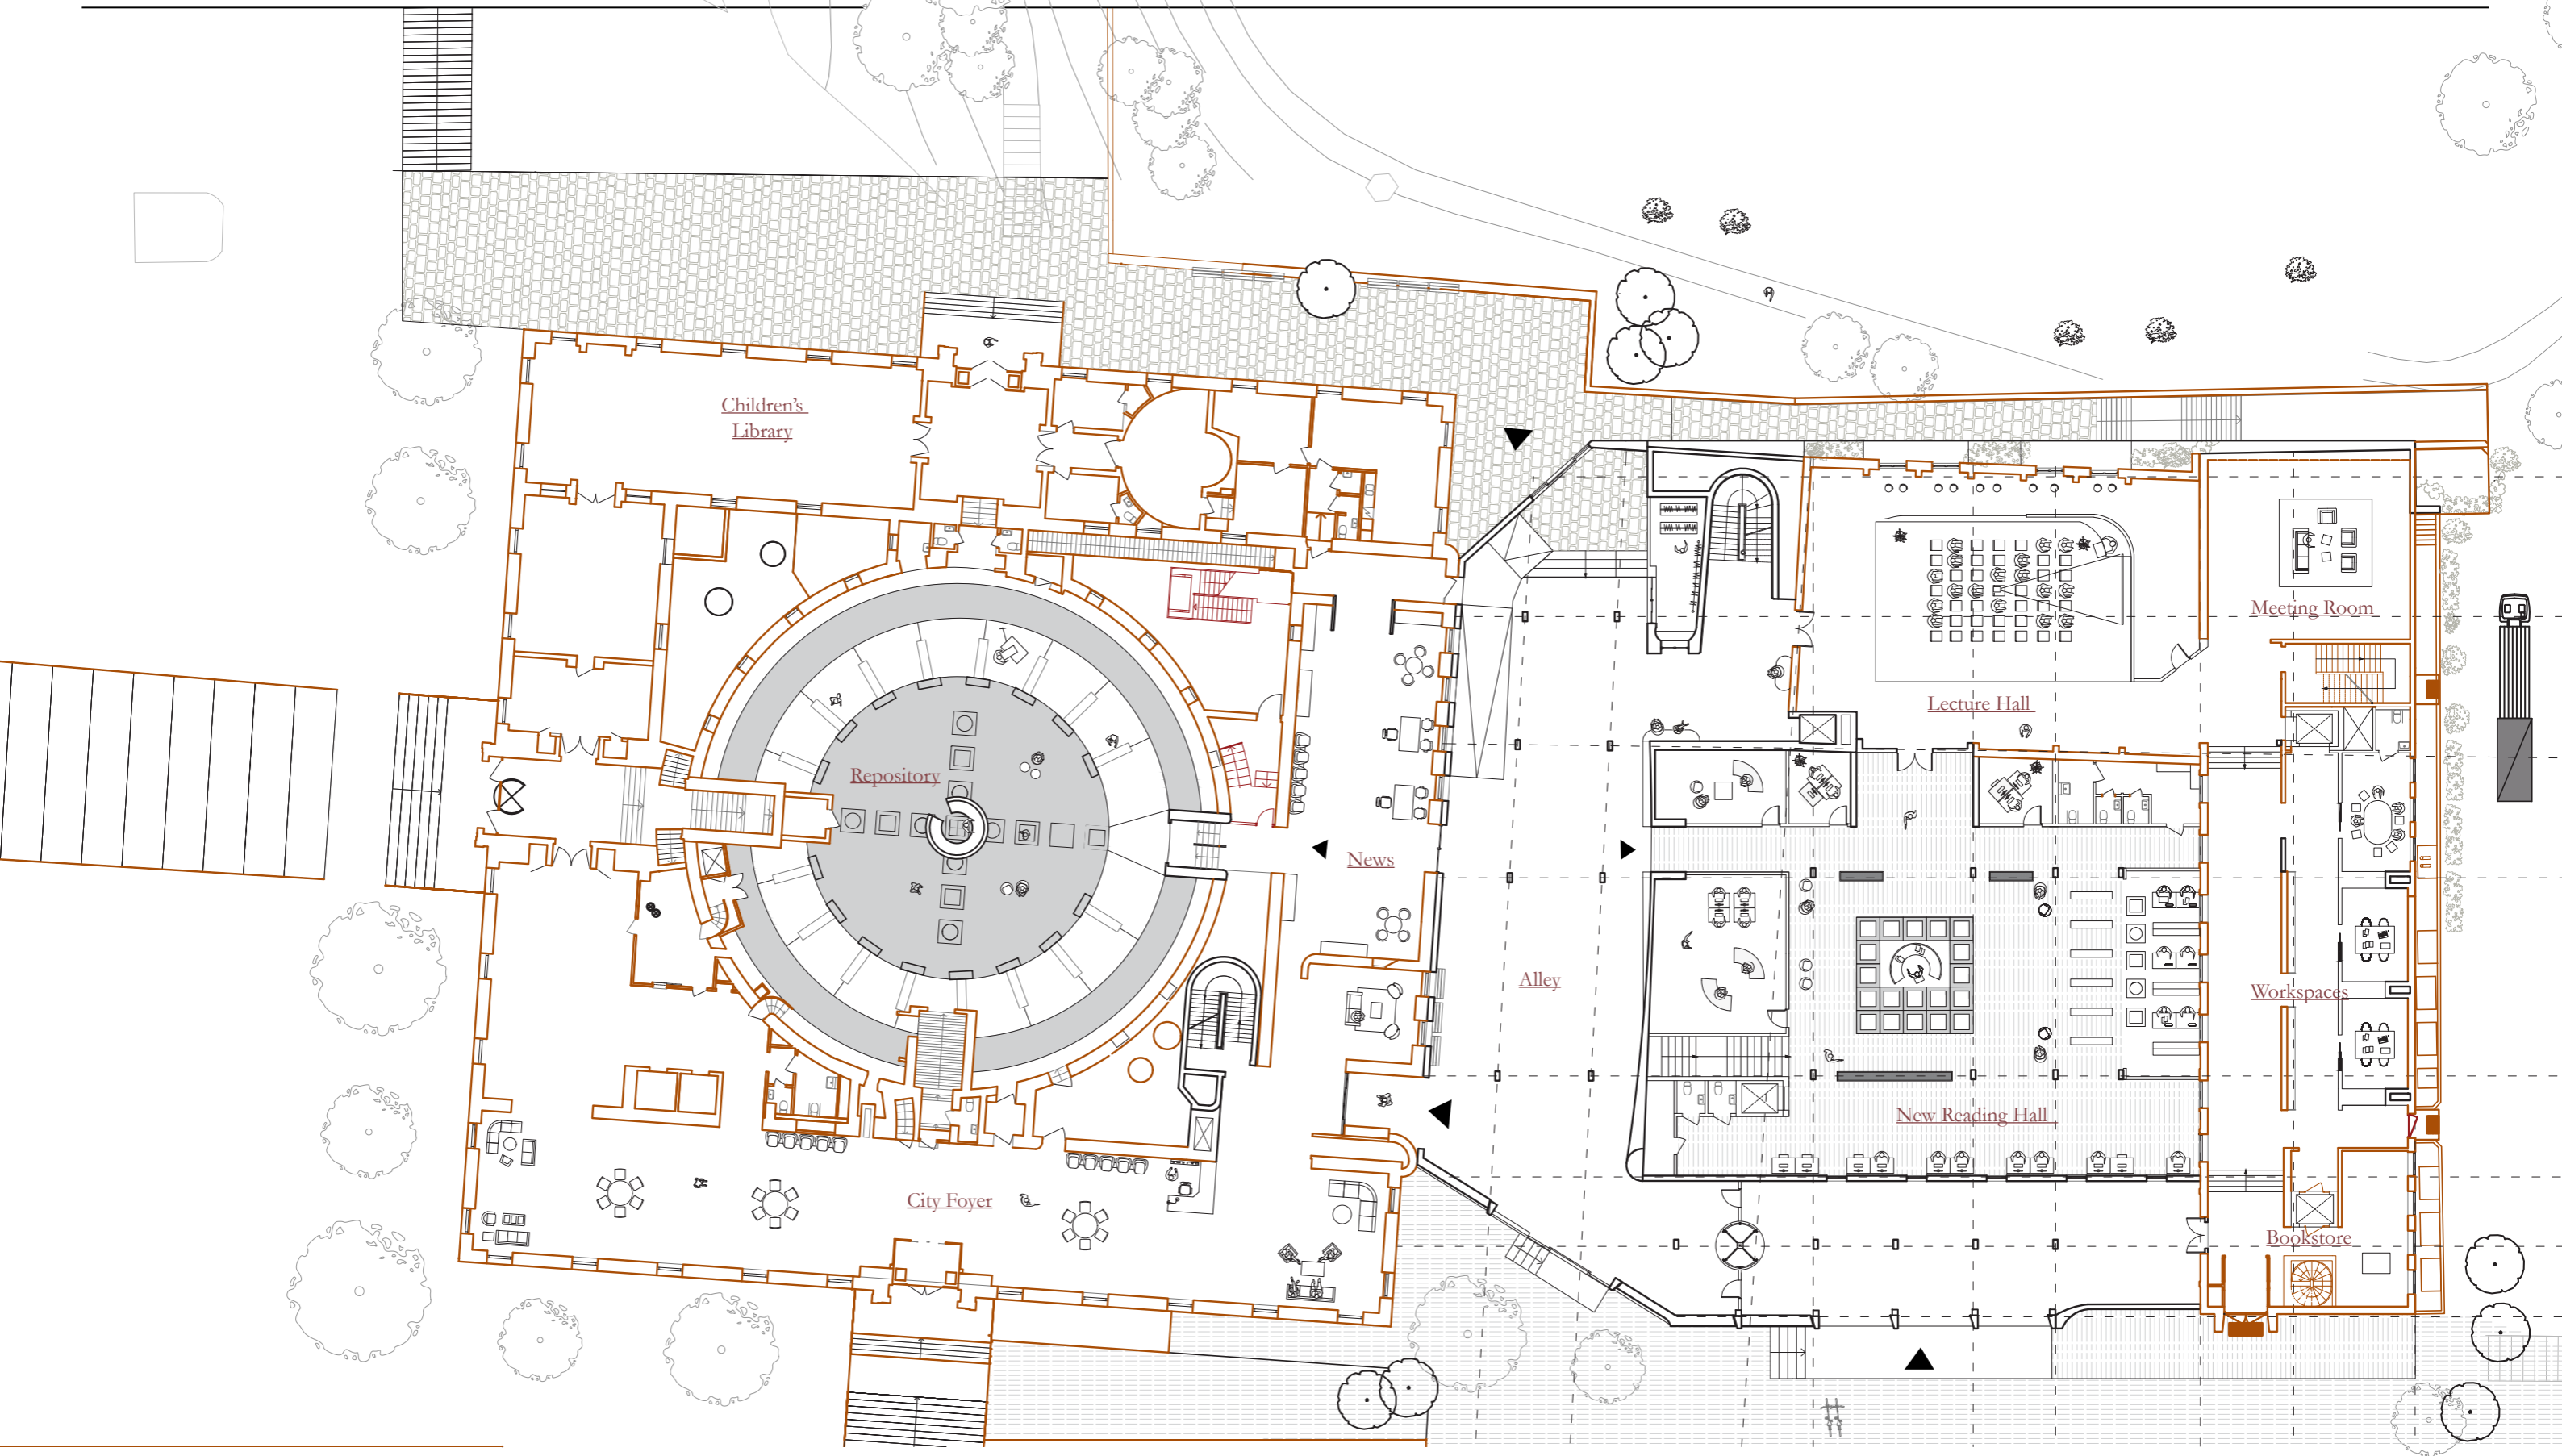 Children's
Library
Meeting Room
Lecture Hall
Repository
News
Alley
Workspaces
New Reading Hall
City Foyer
Bookstore